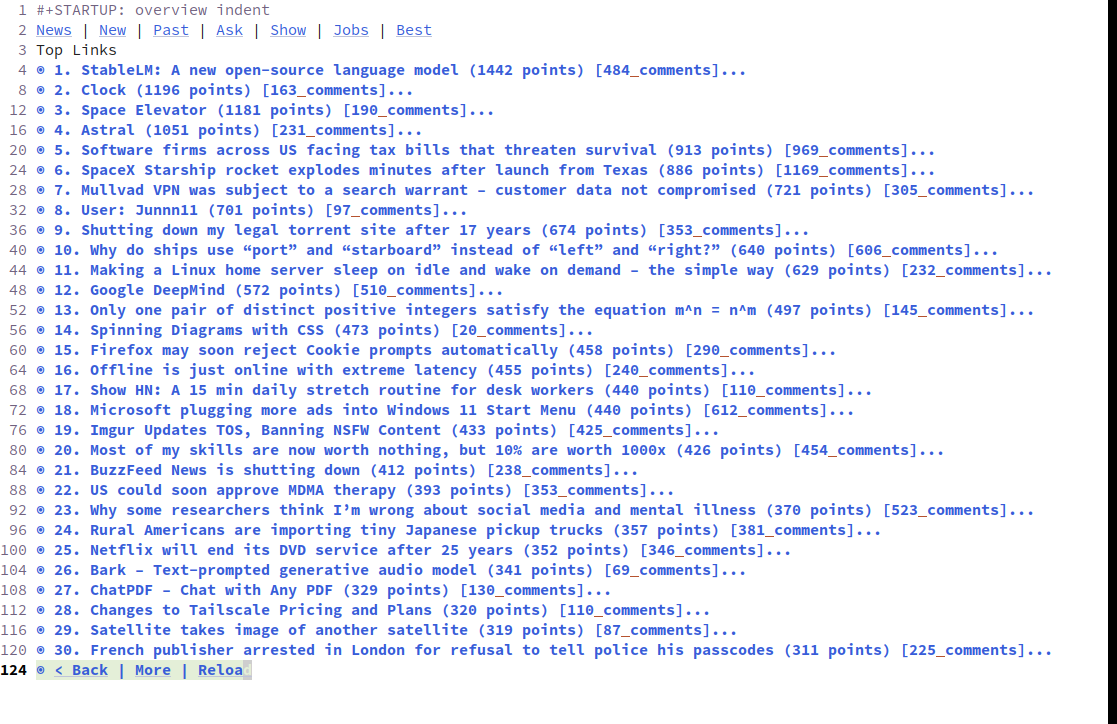 1 #+STARTUP: overview indent
2 News | New | Past | Ask | Show | Jobs | Best
3 Top Links
4 ◉ 1. StableLM: A new open-source language model (1442 points) [484_comments]...
8 ◉ 2. Clock (1196 points) [163_comments]...
12 ◉ 3. Space Elevator (1181 points) [190_comments]...
16 ◉ 4. Astral (1051 points) [231_comments]...
20 ◉ 5. Software firms across US facing tax bills that threaten survival (913 points) [969_comments]...
24 ◉ 6. SpaceX Starship rocket explodes minutes after launch from Texas (886 points) [1169_comments]...
28 ◉ 7. Mullvad VPN was subject to a search warrant – customer data not compromised (721 points) [305_comments]...
32 ◉ 8. User: Junnn11 (701 points) [97_comments]...
36 ◉ 9. Shutting down my legal torrent site after 17 years (674 points) [353_comments]...
40 ◉ 10. Why do ships use “port” and “starboard” instead of “left” and “right?” (640 points) [606_comments]...
44 ◉ 11. Making a Linux home server sleep on idle and wake on demand – the simple way (629 points) [232_comments]...
48 ◉ 12. Google DeepMind (572 points) [510_comments]...
52 ◉ 13. Only one pair of distinct positive integers satisfy the equation m^n = n^m (497 points) [145_comments]...
56 ◉ 14. Spinning Diagrams with CSS (473 points) [20_comments]...
60 ◉ 15. Firefox may soon reject Cookie prompts automatically (458 points) [290_comments]...
64 ◉ 16. Offline is just online with extreme latency (455 points) [240_comments]...
68 ◉ 17. Show HN: A 15 min daily stretch routine for desk workers (440 points) [110_comments]...
72 ◉ 18. Microsoft plugging more ads into Windows 11 Start Menu (440 points) [612_comments]...
76 ◉ 19. Imgur Updates TOS, Banning NSFW Content (433 points) [425_comments]...
80 ◉ 20. Most of my skills are now worth nothing, but 10% are worth 1000x (426 points) [454_comments]...
84 ◉ 21. BuzzFeed News is shutting down (412 points) [238_comments]...
88 ◉ 22. US could soon approve MDMA therapy (393 points) [353_comments]...
92 ◉ 23. Why some researchers think I’m wrong about social media and mental illness (370 points) [523_comments]...
96 ◉ 24. Rural Americans are importing tiny Japanese pickup trucks (357 points) [381_comments]...
100 ◉ 25. Netflix will end its DVD service after 25 years (352 points) [346_comments]...
104 ◉ 26. Bark – Text-prompted generative audio model (341 points) [69_comments]...
108 ◉ 27. ChatPDF – Chat with Any PDF (329 points) [130_comments]...
112 ◉ 28. Changes to Tailscale Pricing and Plans (320 points) [110_comments]...
116 ◉ 29. Satellite takes image of another satellite (319 points) [87_comments]...
120 ◉ 30. French publisher arrested in London for refusal to tell police his passcodes (311 points) [225_comments]...
124 ◉ < Back | More | Reload